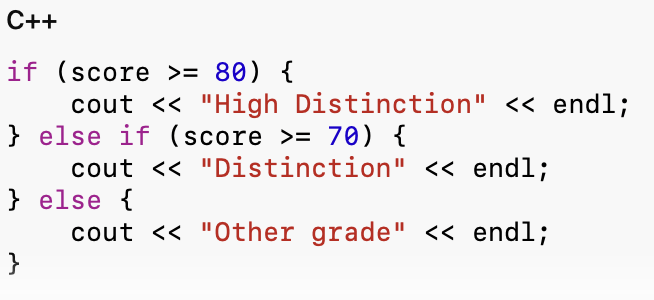 C++
if (score >= 80) {
    cout << "High Distinction" << endl;
} else if (score >= 70) {
    cout << "Distinction" << endl;
} else {
    cout << "Other grade" << endl;
}